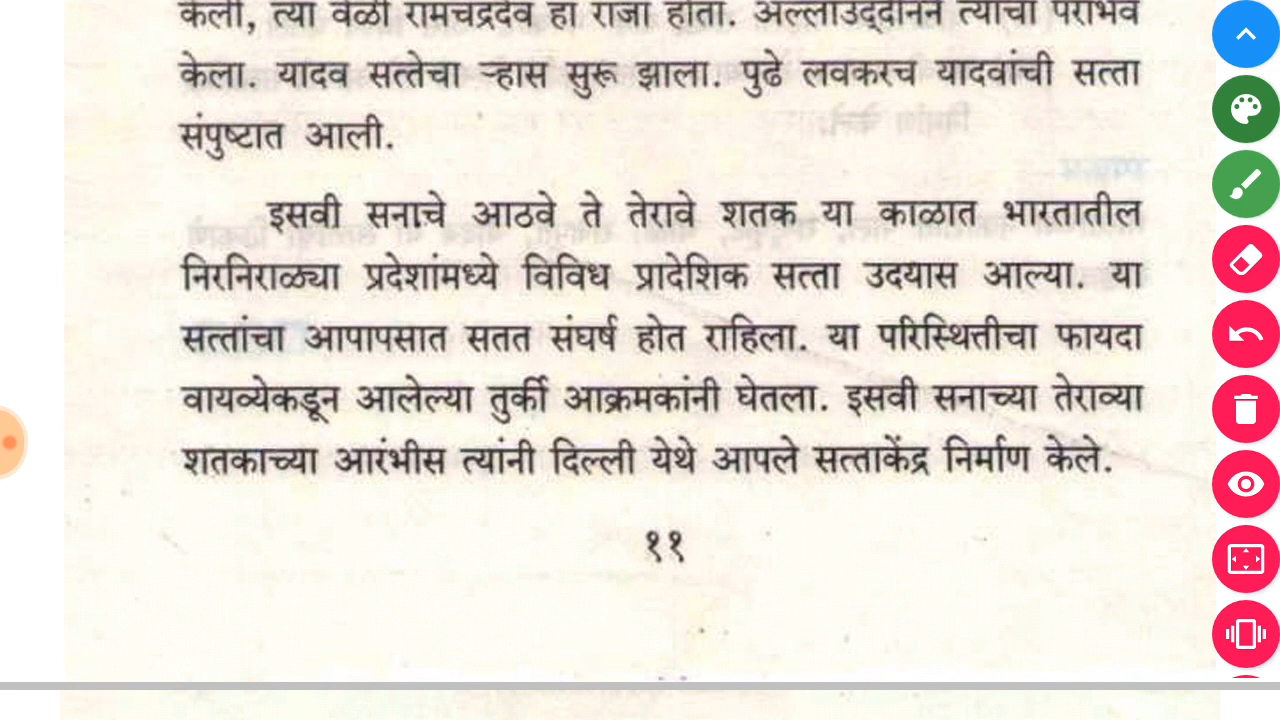 केली, त्या वेळी रामचंद्रदेव हा राजा होता. अल्लाउद्दीनने त्याचा पराभव
केला. यादव सत्तेचा ऱ्हास सुरू झाला. पुढे लवकरच यादवांची सत्ता
संपुष्टात आली.
इसवी सनाचे आठवे ते तेरावे शतक या काळात भारतातील
निरनिराळ्या प्रदेशांमध्ये विविध प्रादेशिक सत्ता उदयास आल्या. या
सत्तांचा आपापसात सतत संघर्ष होत राहिला. या परिस्थितीचा फायदा
वायव्येकडून आलेल्या तुर्की आक्रमकांनी घेतला. इसवी सनाच्या तेराव्या
शतकाच्या आरंभीस त्यांनी दिल्ली येथे आपले सत्ताकेंद्र निर्माण केले.
११